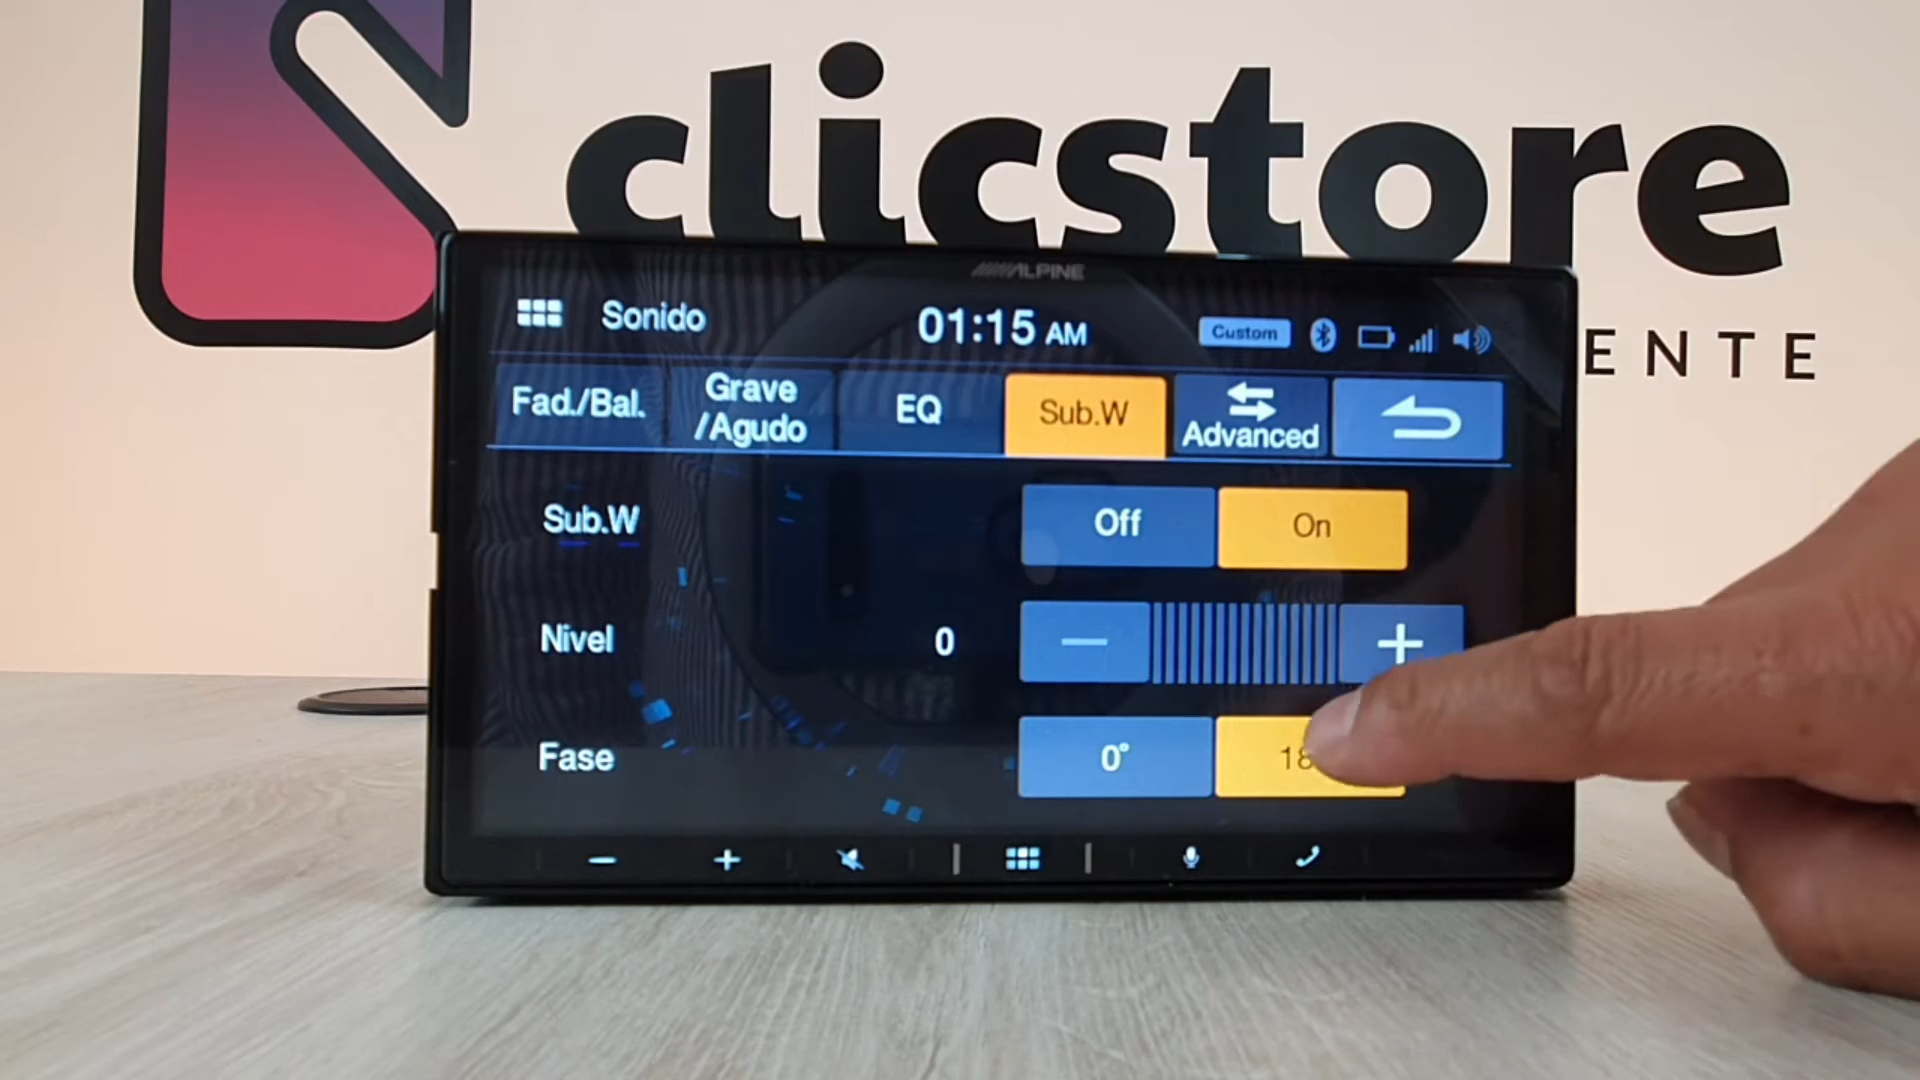 clicstore
ENTE
ALPINE
Sonido
01:15 AM
Custom
Fad./Bal.
Grave
/Agudo
EQ
Sub.W
Advanced
Sub.W
Off
On
Nivel
0
Fase
0°